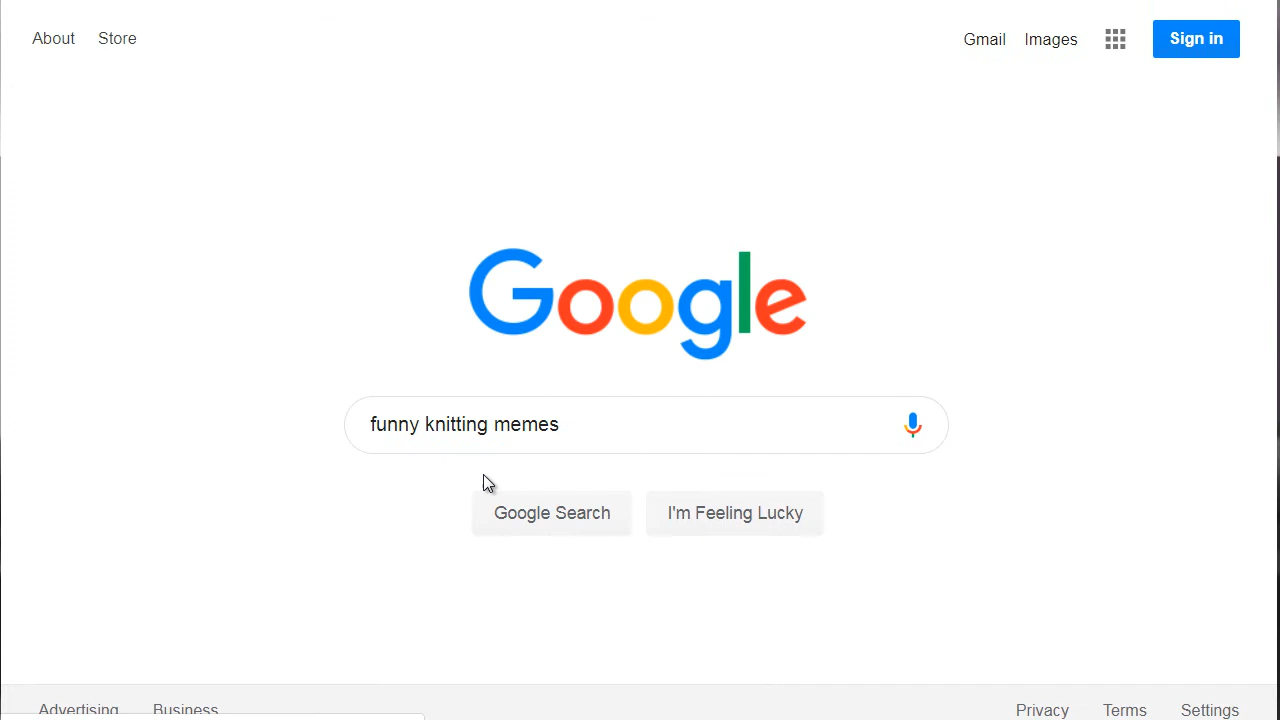 About Store Gmail Images Sign in
Google
funny knitting memes
Google Search I'm Feeling Lucky
Advertising Business Privacy Terms Settings